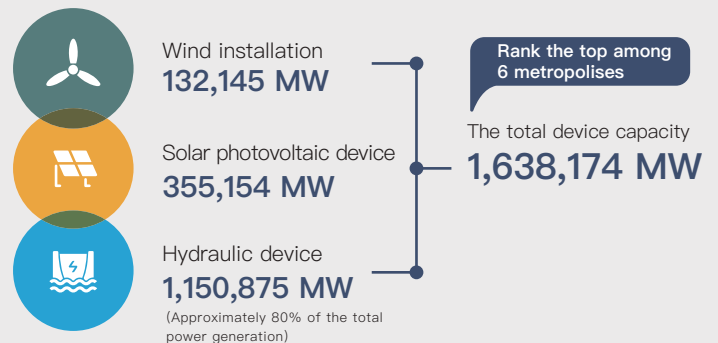 Wind installation
132,145 MW
Solar photovoltaic device
355,154 MW
Hydraulic device
1,150,875 MW
(Approximately 80% of the total
power generation)
Rank the top among
6 metropolises
The total device capacity
1,638,174 MW